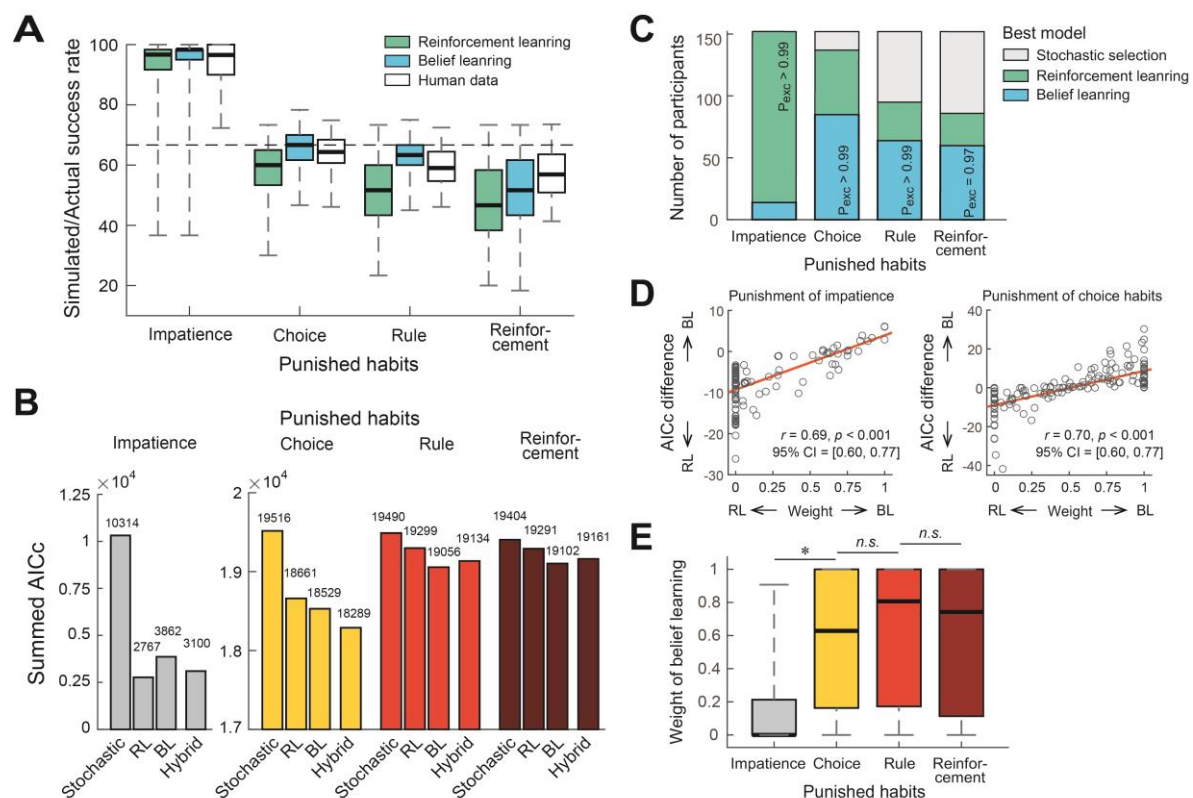 A
Simulated/Actual success rate
100
80
60
40
20
Reinforcement leanring
Belief leanring
Human data
Impatience
Choice
Rule
Reinfor-
cement
Punished habits
B
Punished habits
Impatience
Choice
Rule
Reinfor-
cement
Summed AICc
×10⁴
1.25
1.0
0.75
0.5
0.25
0
10314
2767
3862
3100
Stochastic
RL
BL
Hybrid
×10⁴
2
1.9
1.8
1.7
19516
18661
18529
18289
19490
19299
19056
19134
19404
19291
19102
19161
Stochastic
RL
BL
Hybrid
Stochastic
RL
BL
Hybrid
Stochastic
RL
BL
Hybrid
C
Number of participants
150
100
50
0
Pexc > 0.99
Pexc > 0.99
Pexc > 0.99
Pexc = 0.97
Best model
Stochastic selection
Reinforcement leanring
Belief leanring
Impatience
Choice
Rule
Reinfor-
cement
Punished habits
D
Punishment of impatience
AICc difference
RL
BL
10
0
-10
-20
-30
r = 0.69, p < 0.001
95% CI = [0.60, 0.77]
0 0.25 0.5 0.75 1
RL Weight BL
Punishment of choice habits
AICc difference
RL
BL
40
20
0
-20
-40
r = 0.70, p < 0.001
95% CI = [0.60, 0.77]
0 0.25 0.5 0.75 1
RL Weight BL
E
Weight of belief learning
1
0.8
0.6
0.4
0.2
0
*
n.s.
n.s.
Impatience
Choice
Rule
Reinfor-
cement
Punished habits